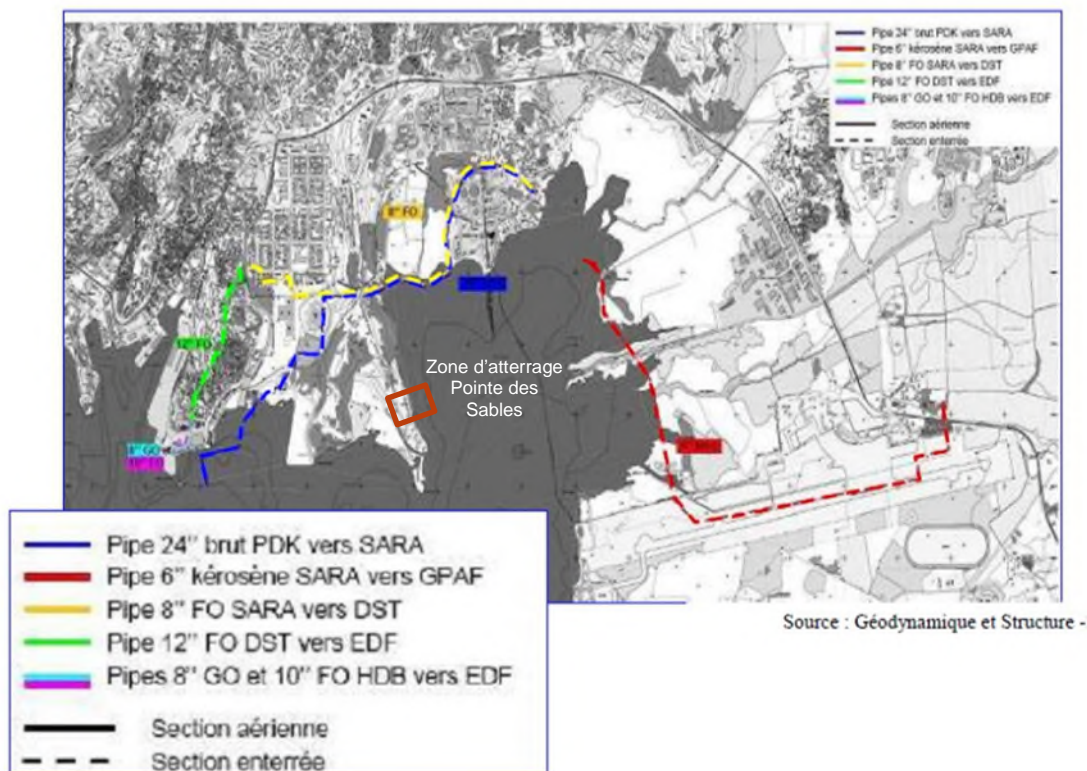 Pipe 24" brut PDK vers SARA
Pipe 6" kérosène SARA vers GPAF
Pipe 8" FO SARA vers DST
Pipe 12" FO DST vers EDF
Pipes 8" GO et 10" FO HDB vers EDF
Section aérienne
Section enterrée
8" FO
12" FO
Zone d'atterrage
Pointe des
Sables
8" GO
Source : Géodynamique et Structure -
Pipe 24" brut PDK vers SARA
Pipe 6" kérosène SARA vers GPAF
Pipe 8" FO SARA vers DST
Pipe 12" FO DST vers EDF
Pipes 8" GO et 10" FO HDB vers EDF
Section aérienne
Section enterrée